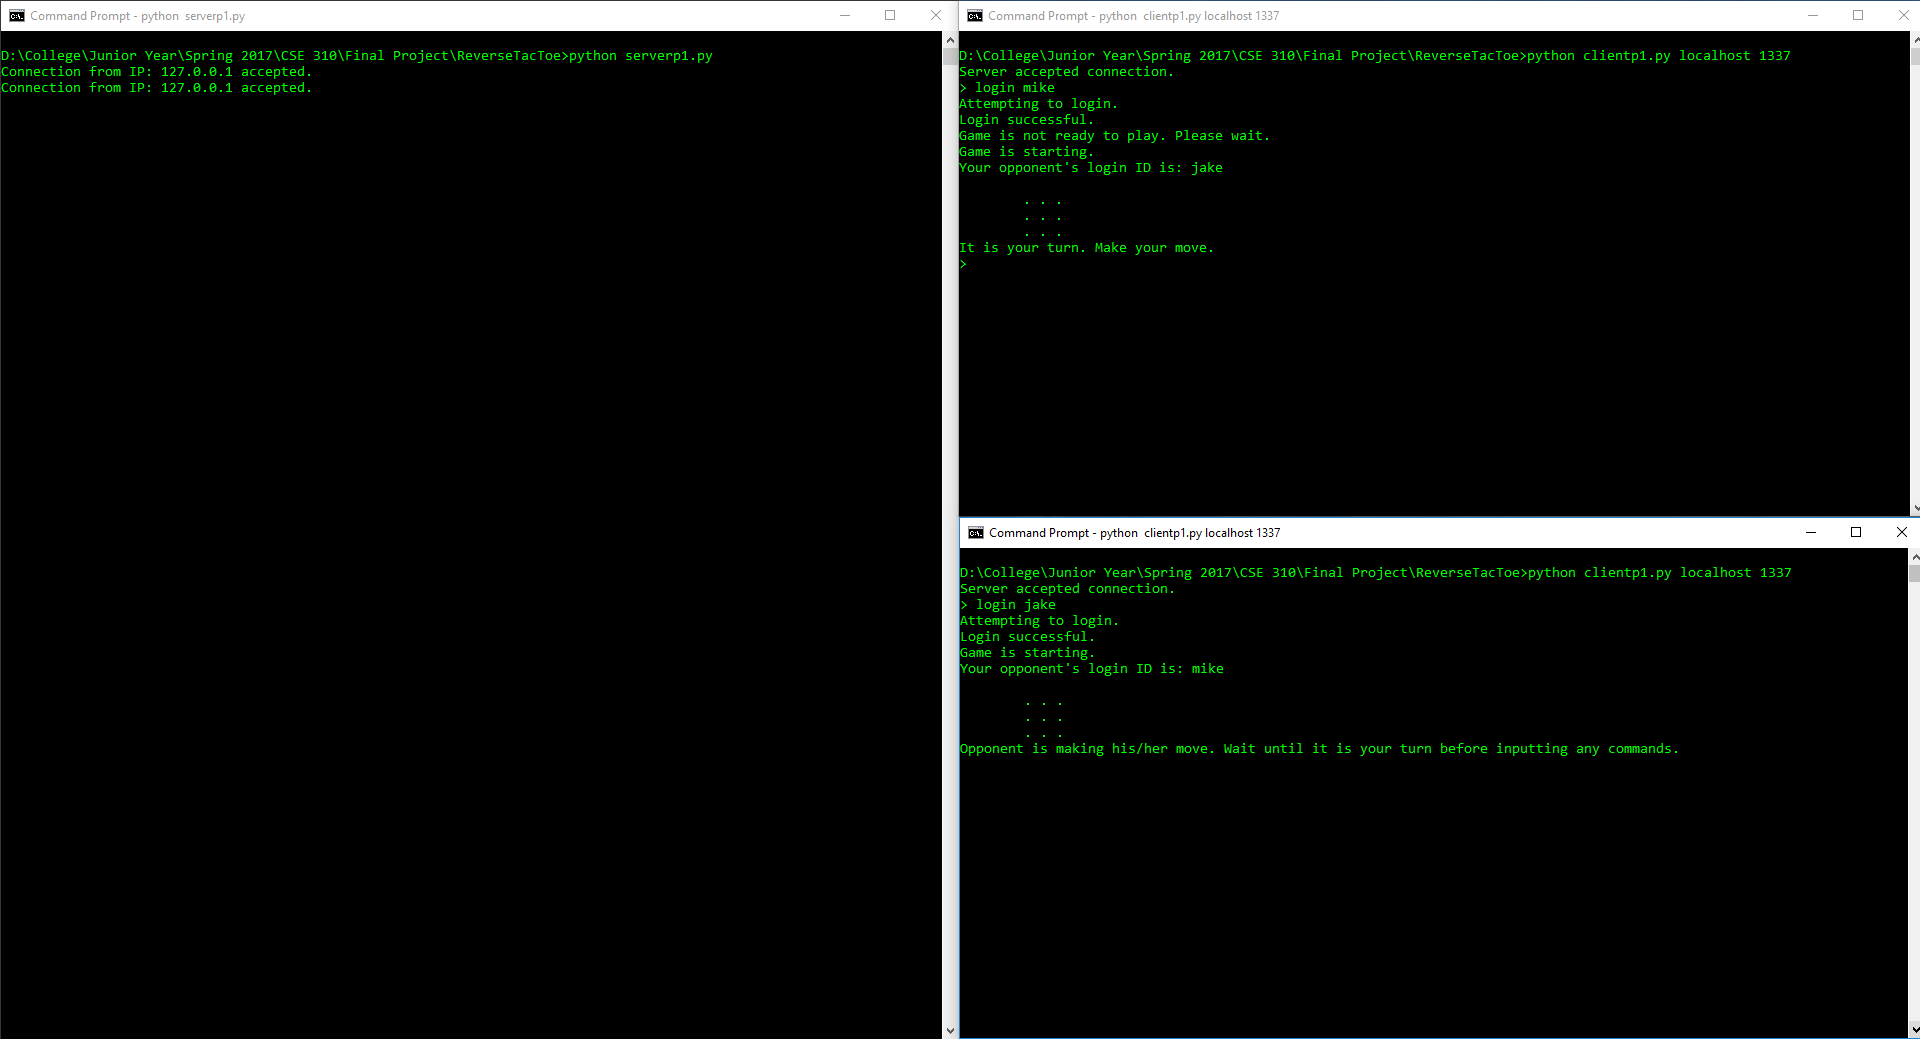 Command Prompt - python  serverp1.py
D:\College\Junior Year\Spring 2017\CSE 310\Final Project\ReverseTacToe>python serverp1.py
Connection from IP: 127.0.0.1 accepted.
Connection from IP: 127.0.0.1 accepted.
Command Prompt - python  clientp1.py localhost 1337
D:\College\Junior Year\Spring 2017\CSE 310\Final Project\ReverseTacToe>python clientp1.py localhost 1337
Server accepted connection.
> login mike
Attempting to login.
Login successful.
Game is not ready to play. Please wait.
Game is starting.
Your opponent's login ID is: jake
. . .
. . .
. . .
It is your turn. Make your move.
>
Command Prompt - python  clientp1.py localhost 1337
D:\College\Junior Year\Spring 2017\CSE 310\Final Project\ReverseTacToe>python clientp1.py localhost 1337
Server accepted connection.
> login jake
Attempting to login.
Login successful.
Game is starting.
Your opponent's login ID is: mike
. . .
. . .
. . .
Opponent is making his/her move. Wait until it is your turn before inputting any commands.